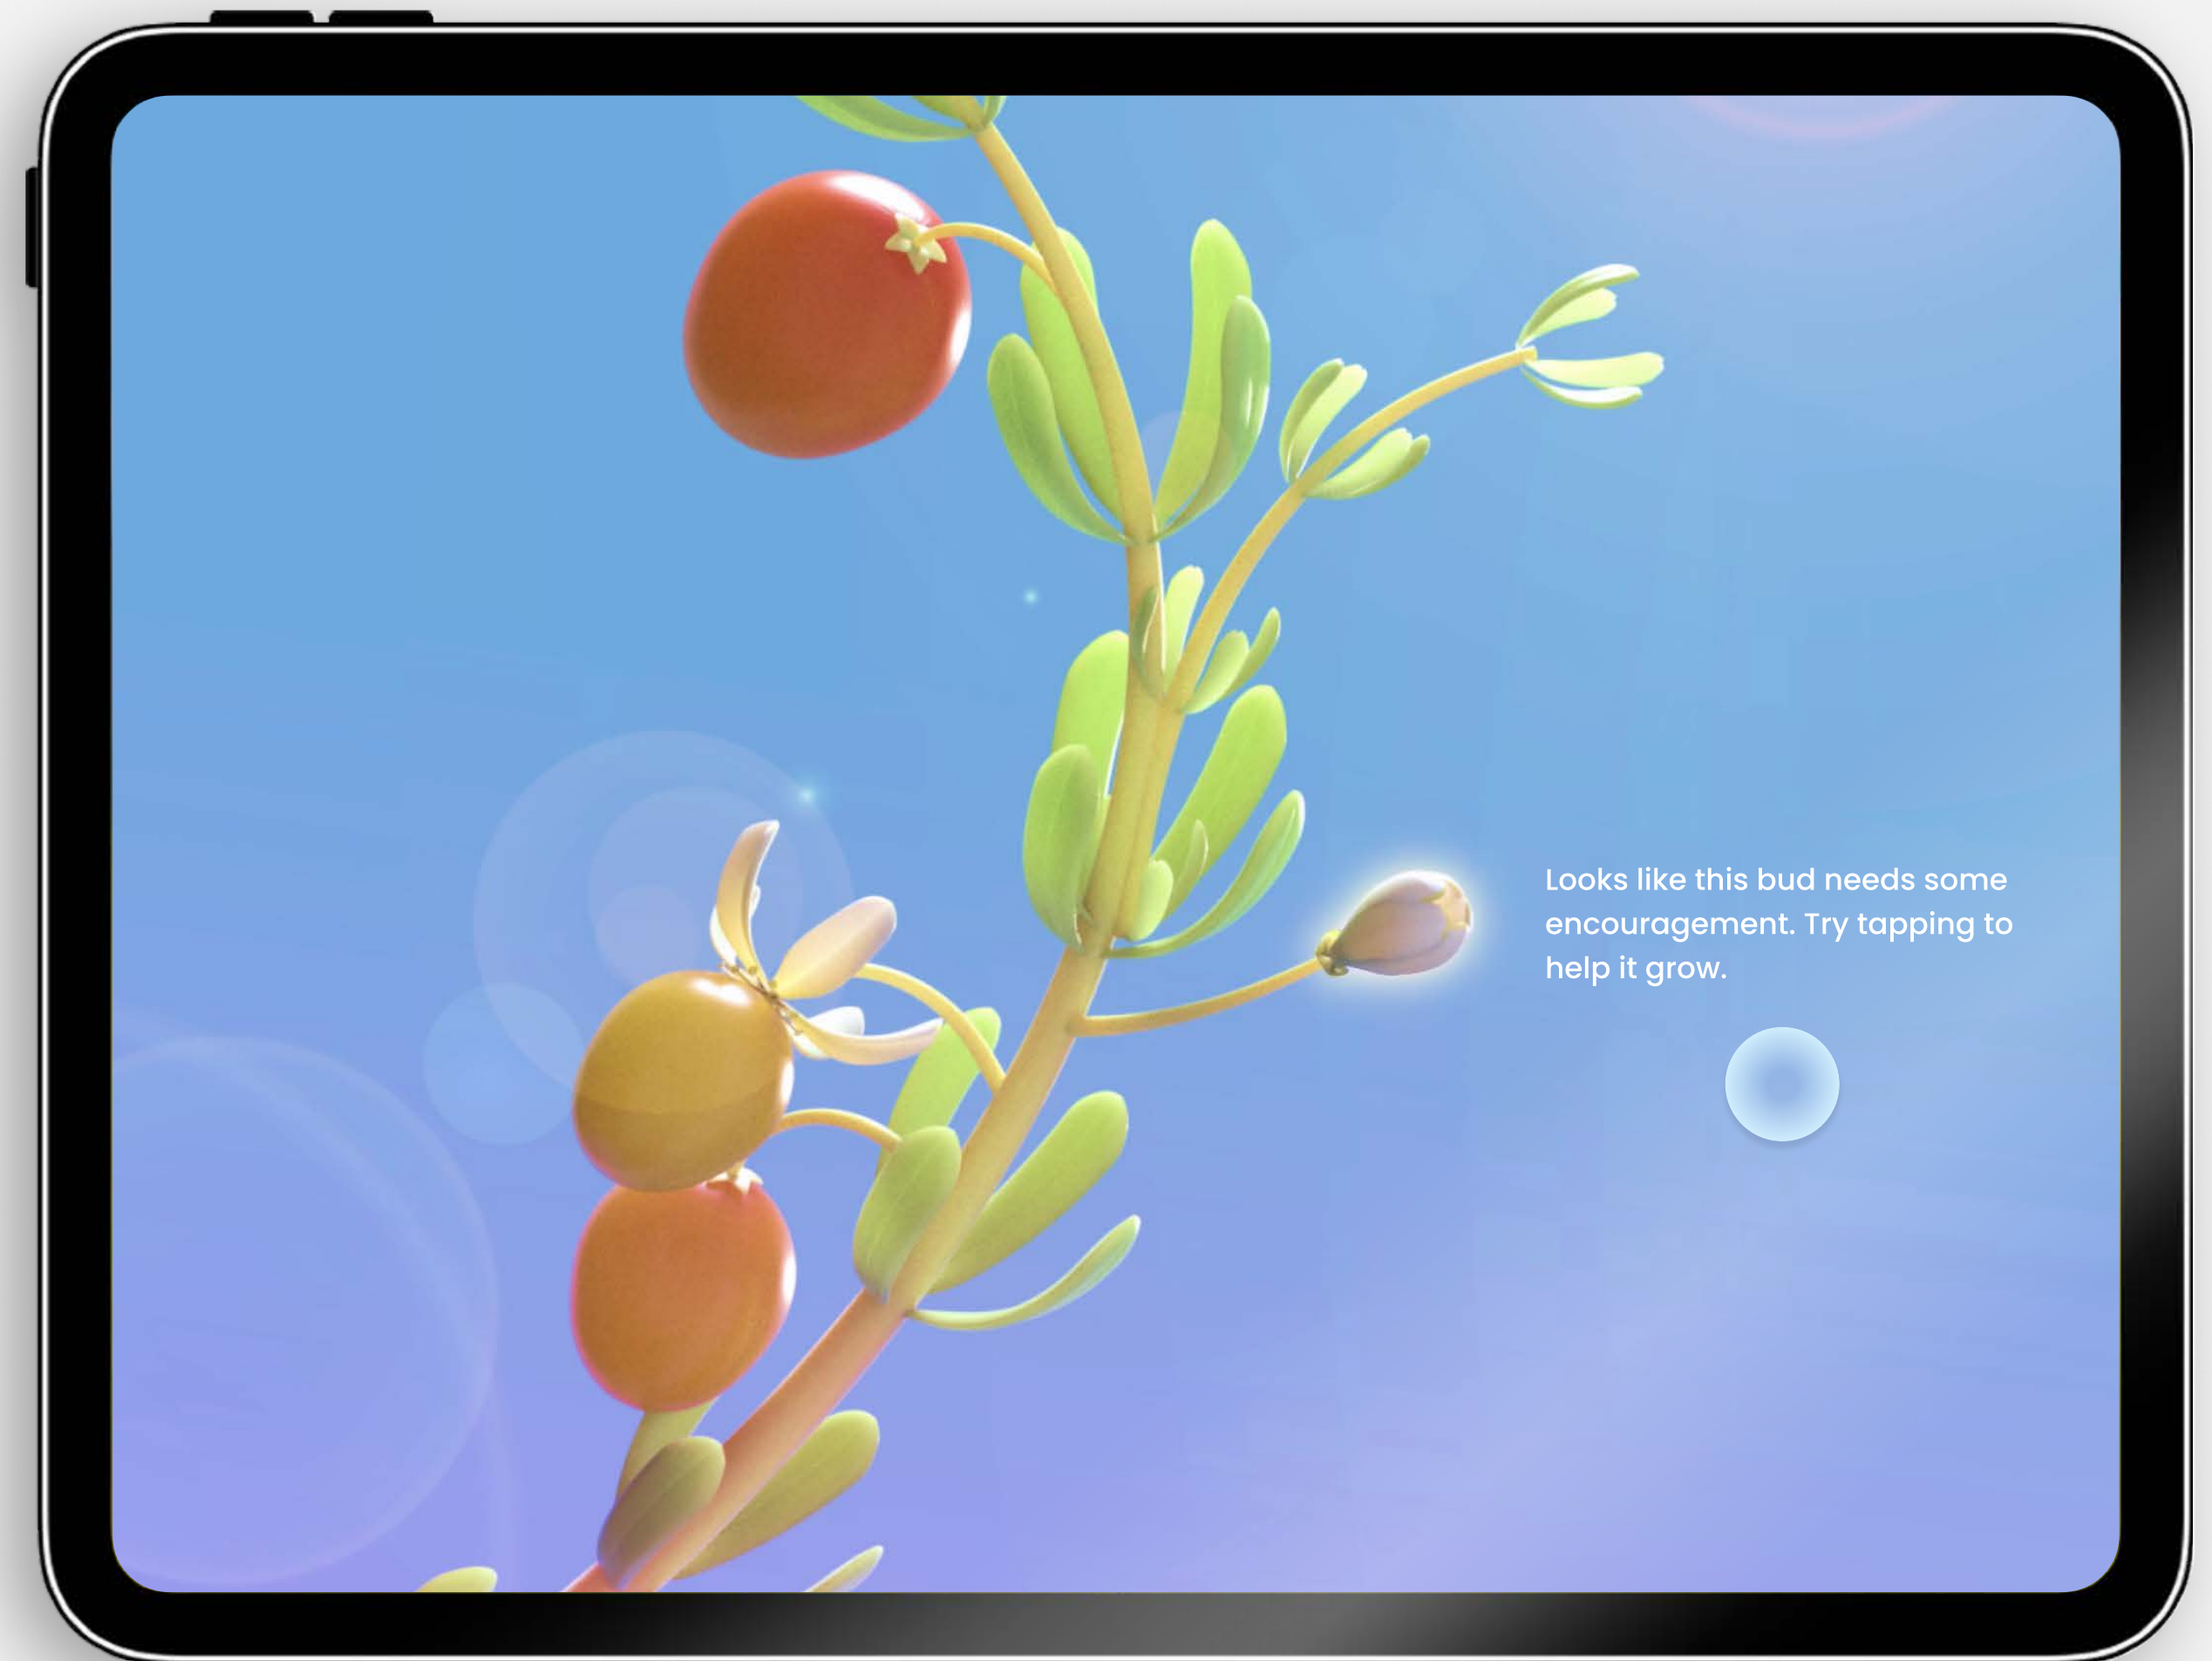 Looks like this bud needs some
encouragement. Try tapping to
help it grow.